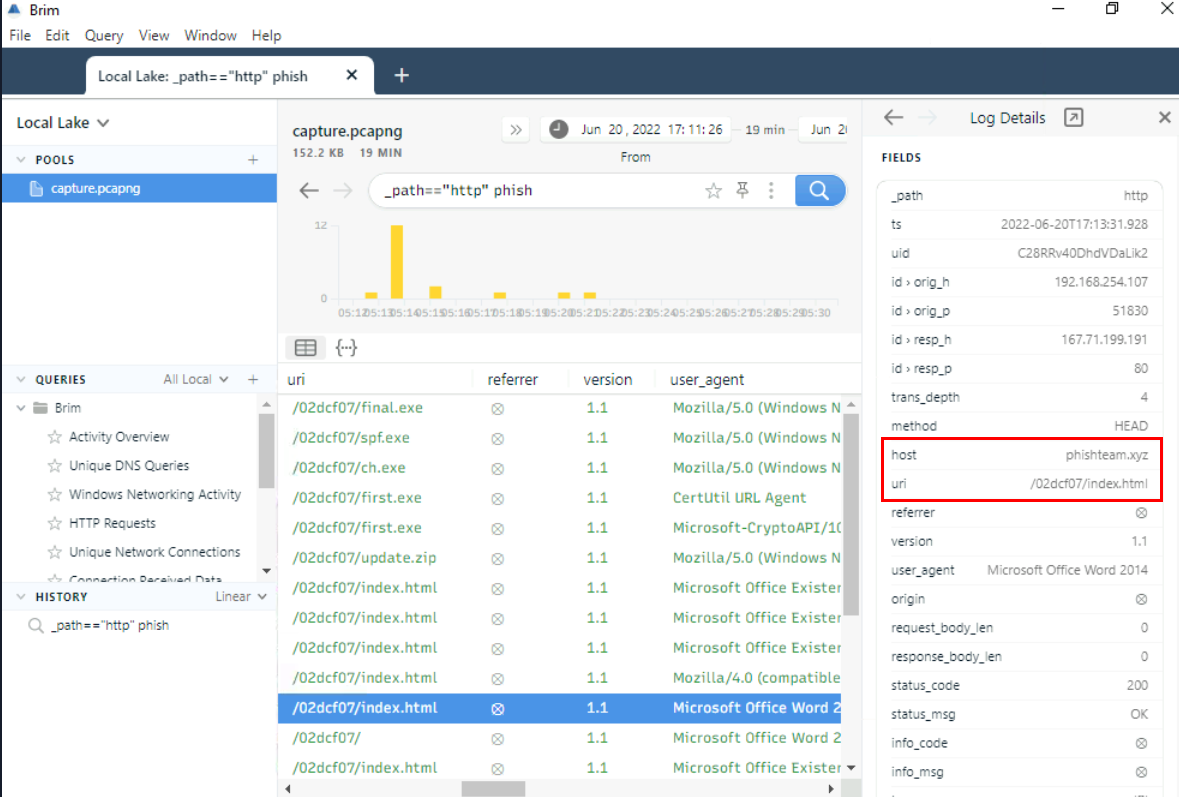 Brim
File Edit Query View Window Help
Local Lake: _path=="http" phish
Local Lake
POOLS
capture.pcapng
QUERIES All Local
Brim
Activity Overview
Unique DNS Queries
Windows Networking Activity
HTTP Requests
Unique Network Connections
Connection Received Data
HISTORY Linear
_path=="http" phish
capture.pcapng
152.2 KB 19 MIN
Jun 20, 2022 17:11:26 19 min Jun 20
From
_path=="http" phish
12
0
05:12 05:13 05:14 05:15 05:16 05:17 05:18 05:19 05:20 05:21 05:22 05:23 05:24 05:25 05:26 05:27 05:28 05:29 05:30
uri referrer version user_agent
/02dcf07/final.exe 1.1 Mozilla/5.0 (Windows N
/02dcf07/spf.exe 1.1 Mozilla/5.0 (Windows N
/02dcf07/ch.exe 1.1 Mozilla/5.0 (Windows N
/02dcf07/first.exe 1.1 CertUtil URL Agent
/02dcf07/first.exe 1.1 Microsoft-CryptoAPI/10
/02dcf07/update.zip 1.1 Mozilla/5.0 (Windows N
/02dcf07/index.html 1.1 Microsoft Office Exister
/02dcf07/index.html 1.1 Microsoft Office Exister
/02dcf07/index.html 1.1 Microsoft Office Exister
/02dcf07/index.html 1.1 Mozilla/4.0 (compatible
/02dcf07/index.html 1.1 Microsoft Office Word 2
/02dcf07/ 1.1 Microsoft Office Word 2
/02dcf07/index.html 1.1 Microsoft Office Exister
Log Details
FIELDS
_path http
ts 2022-06-20T17:13:31.928
uid C28RRv40DhdVDaLik2
id › orig_h 192.168.254.107
id › orig_p 51830
id › resp_h 167.71.199.191
id › resp_p 80
trans_depth 4
method HEAD
host phishteam.xyz
uri /02dcf07/index.html
referrer
version 1.1
user_agent Microsoft Office Word 2014
origin
request_body_len 0
response_body_len 0
status_code 200
status_msg OK
info_code
info_msg